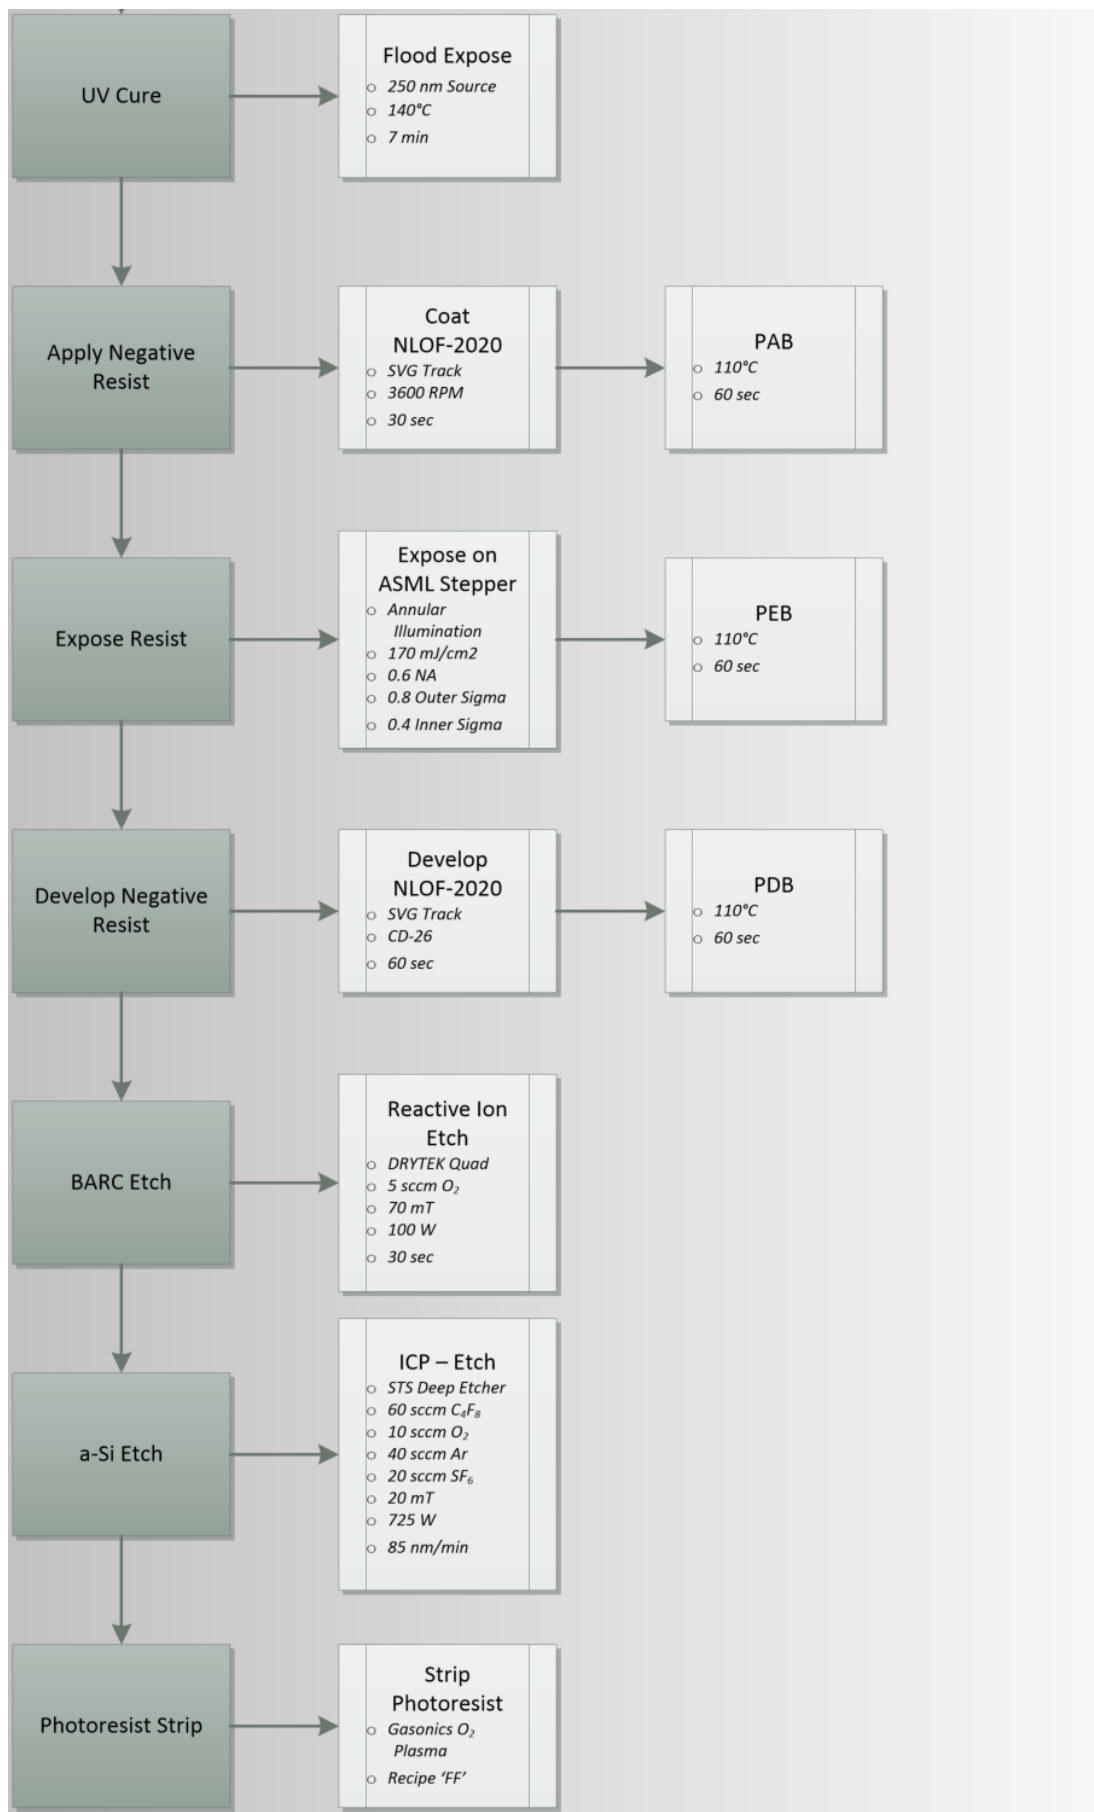 UV Cure
Flood Expose
250 nm Source
140°C
7 min
Apply Negative
Resist
Coat
NLOF-2020
SVG Track
3600 RPM
30 sec
PAB
110°C
60 sec
Expose Resist
Expose on
ASML Stepper
Annular
Illumination
170 mJ/cm2
0.6 NA
0.8 Outer Sigma
0.4 Inner Sigma
PEB
110°C
60 sec
Develop Negative
Resist
Develop
NLOF-2020
SVG Track
CD-26
60 sec
PDB
110°C
60 sec
BARC Etch
Reactive Ion
Etch
DRYTEK Quad
5 sccm O₂
70 mT
100 W
30 sec
a-Si Etch
ICP – Etch
STS Deep Etcher
60 sccm C₄F₈
10 sccm O₂
40 sccm Ar
20 sccm SF₆
20 mT
725 W
85 nm/min
Photoresist Strip
Strip
Photoresist
Gasonics O₂
Plasma
Recipe ‘FF’